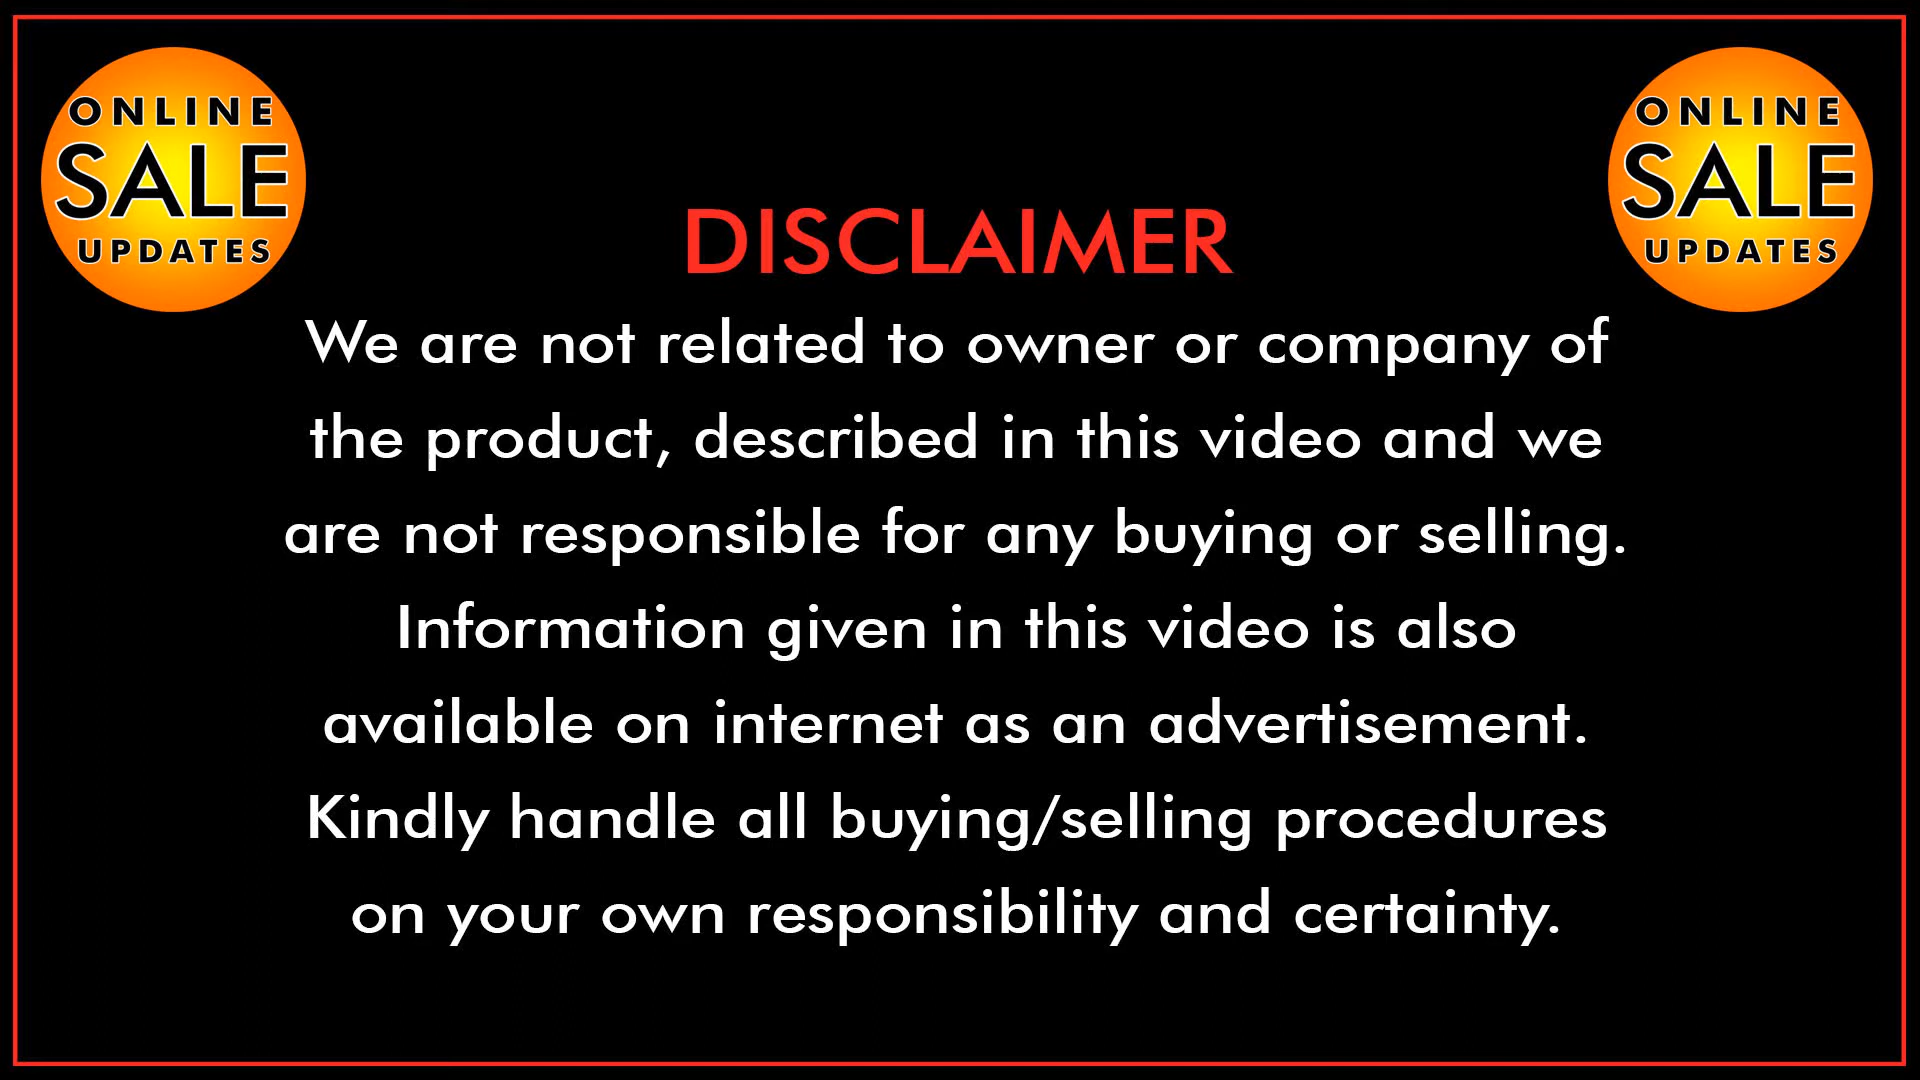 ONLINE
SALE
UPDATES
ONLINE
SALE
UPDATES
DISCLAIMER
We are not related to owner or company of
the product, described in this video and we
are not responsible for any buying or selling.
Information given in this video is also
available on internet as an advertisement.
Kindly handle all buying/selling procedures
on your own responsibility and certainty.